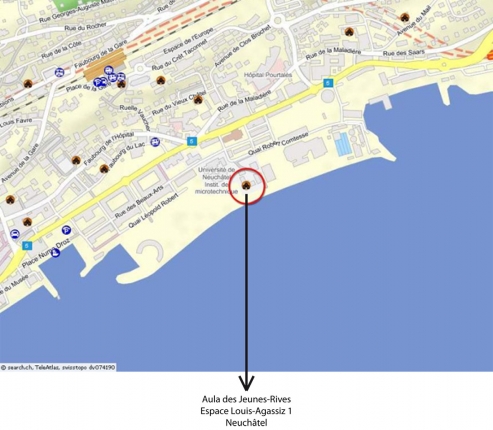 Rue Georges-Auguste Matile
Rue du Rocher
Rue de la Côte
Faubourg de la Gare
Espace de l'Europe
Rue du Crêt Taconnet
Avenue de Clos Brochet
Avenue du Mail
Rue de la Maladière
Rue des Saars
Hôpital Pourtalès
Place de la
Ruelle Vaucher
Rue du Vieux Châtel
Rue de la Maladière
5
Louis Favre
Avenue de la Gare
Faubourg de l'Hôpital
Faubourg du Lac
5
Quai Robert Comtesse
Université de
Neuchâtel
Instit. de
microtechnique
Rue des Beaux-Arts
Quai Léopold Robert
5
Place Numa Droz
Rue du Musée
© search.ch, TeleAtlas, swisstopo dv074190
Aula des Jeunes-Rives
Espace Louis-Agassiz 1
Neuchâtel